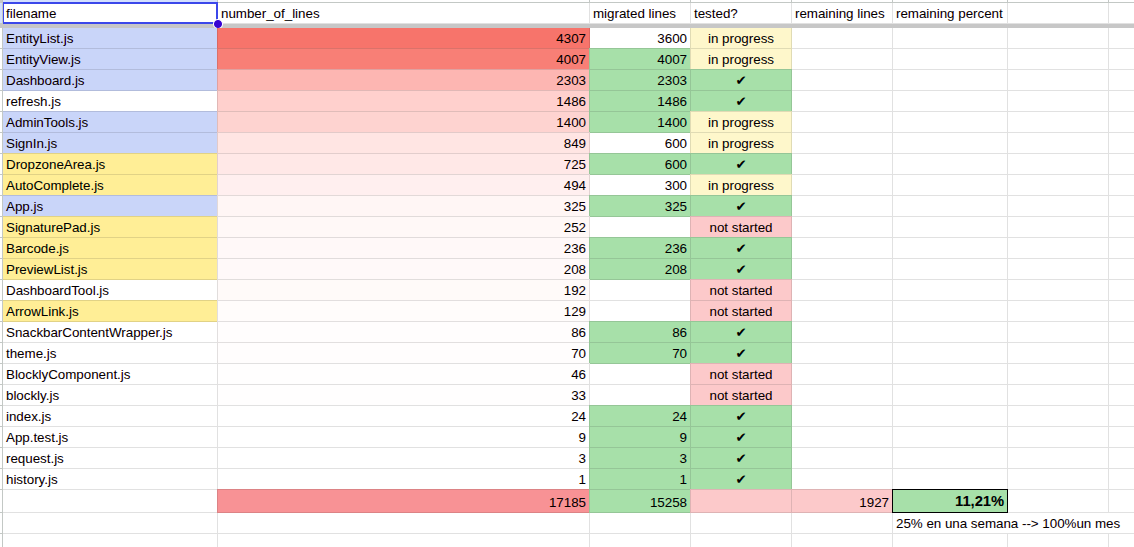 filename number_of_lines migrated lines tested? remaining lines remaining percent
EntityList.js 4307 3600 in progress
EntityView.js 4007 4007 in progress
Dashboard.js 2303 2303 ✔
refresh.js 1486 1486 ✔
AdminTools.js 1400 1400 in progress
SignIn.js 849 600 in progress
DropzoneArea.js 725 600 ✔
AutoComplete.js 494 300 in progress
App.js 325 325 ✔
SignaturePad.js 252 not started
Barcode.js 236 236 ✔
PreviewList.js 208 208 ✔
DashboardTool.js 192 not started
ArrowLink.js 129 not started
SnackbarContentWrapper.js 86 86 ✔
theme.js 70 70 ✔
BlocklyComponent.js 46 not started
blockly.js 33 not started
index.js 24 24 ✔
App.test.js 9 9 ✔
request.js 3 3 ✔
history.js 1 1 ✔
17185 15258 1927 11,21%
25% en una semana --> 100%un mes